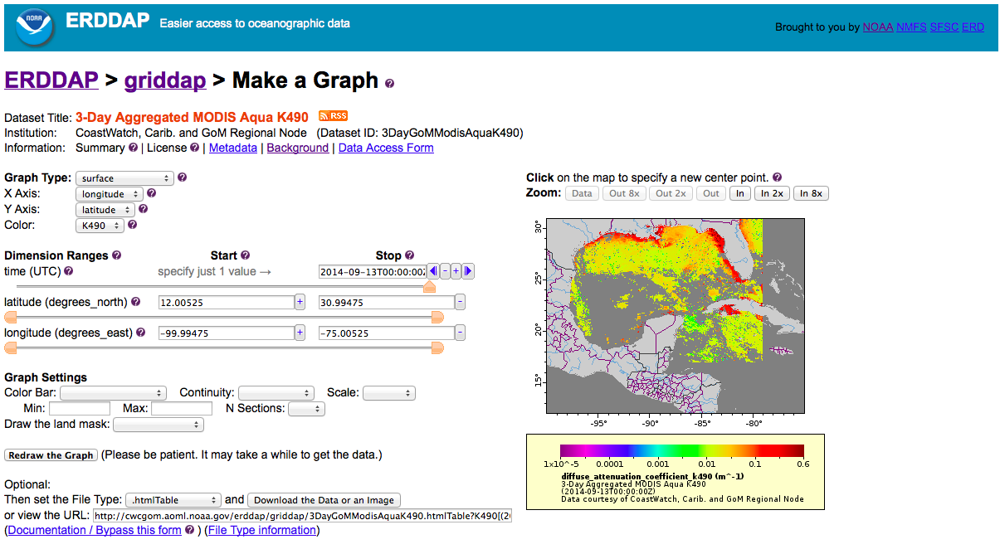 NOAA
ERDDAP Easier access to oceanographic data
Brought to you by NOAA NMFS SFSC ERD
ERDDAP > griddap > Make a Graph ?
Dataset Title: 3-Day Aggregated MODIS Aqua K490 RSS
Institution: CoastWatch, Carib. and GoM Regional Node (Dataset ID: 3DayGoMModisAquaK490)
Information: Summary ? | License ? | Metadata | Background | Data Access Form
Graph Type: surface ?
X Axis: longitude ?
Y Axis: latitude ?
Color: K490 ?
Dimension Ranges ? Start ? Stop ?
time (UTC) ? specify just 1 value → 2014-09-13T00:00:00Z - +
latitude (degrees_north) ? 12.00525 + 30.99475 -
longitude (degrees_east) ? -99.99475 + -75.00525 -
Graph Settings
Color Bar: Continuity: Scale:
Min: Max: N Sections:
Draw the land mask:
Redraw the Graph (Please be patient. It may take a while to get the data.)
Optional:
Then set the File Type: .htmlTable and Download the Data or an Image
or view the URL: http://cwcgom.aoml.noaa.gov/erddap/griddap/3DayGoMModisAquaK490.htmlTable?K490[(2
(Documentation / Bypass this form ? ) (File Type information)
Click on the map to specify a new center point. ?
Zoom: Data Out 8x Out 2x Out In In 2x In 8x
30°
25°
20°
15°
-95° -90° -85° -80°
1x10^-5 0.0001 0.001 0.01 0.1 0.6
diffuse_attenuation_coefficient_k490 (m^-1)
3-Day Aggregated MODIS Aqua K490
(2014-09-13T00:00:00Z)
Data courtesy of CoastWatch, Carib. and GoM Regional Node